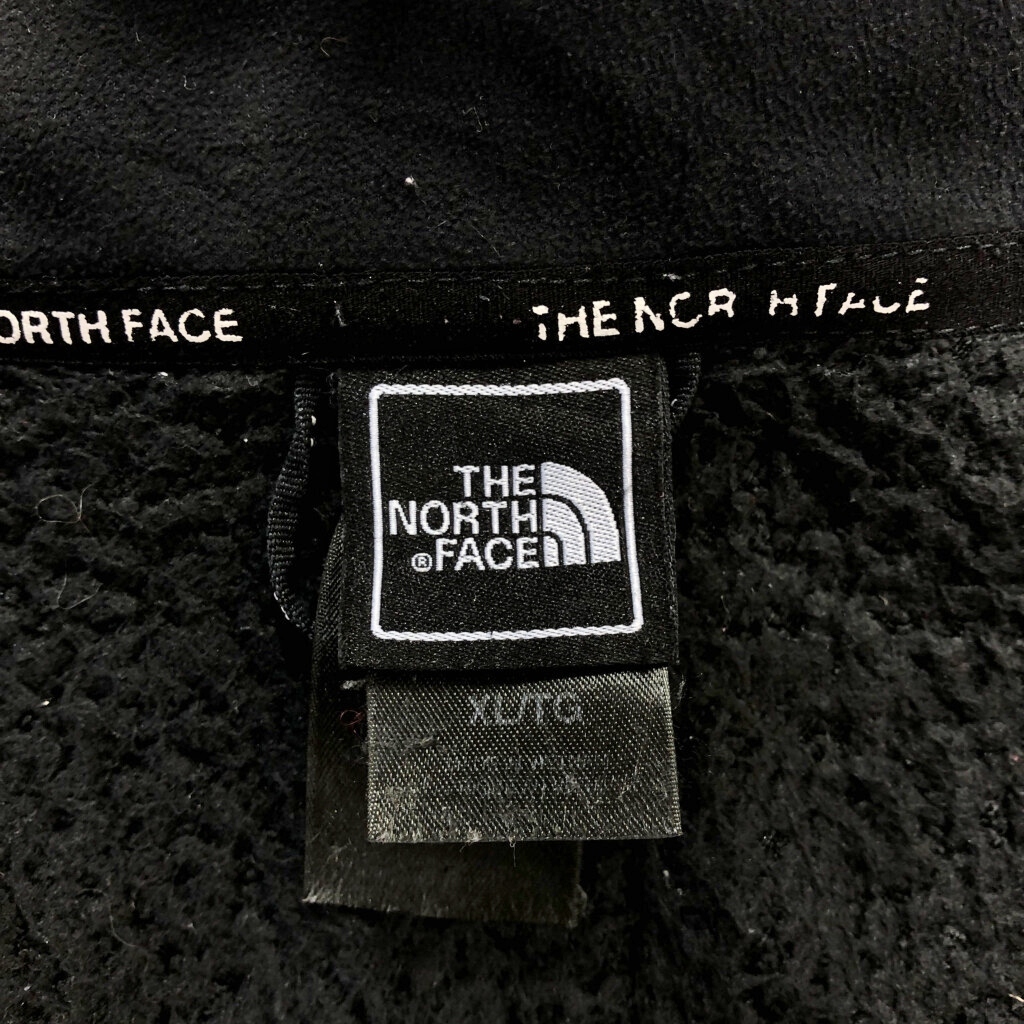 ORTH FACE
THE NOR H FACE
THE
NORTH
® FACE
XL/TG